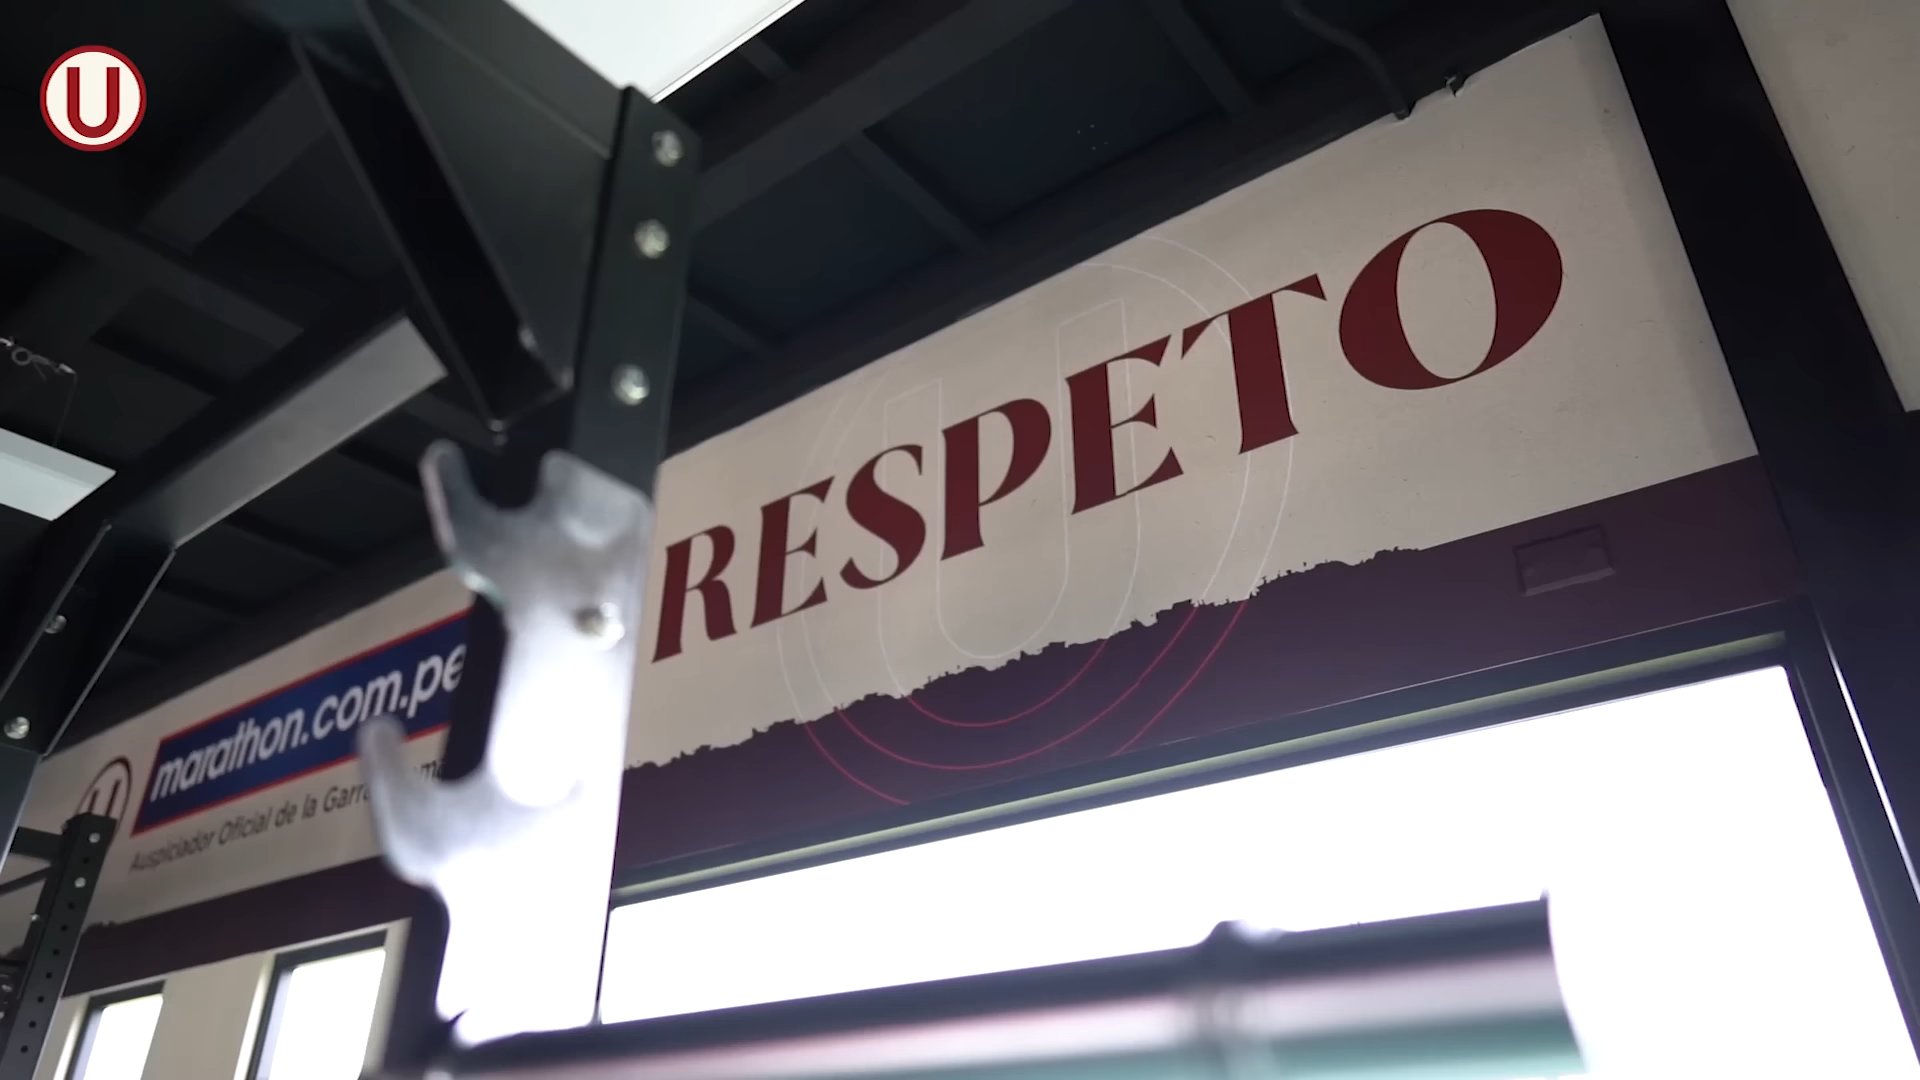 U
RESPETO
marathon.com.pe
U
Auspiciador Oficial de la Garra